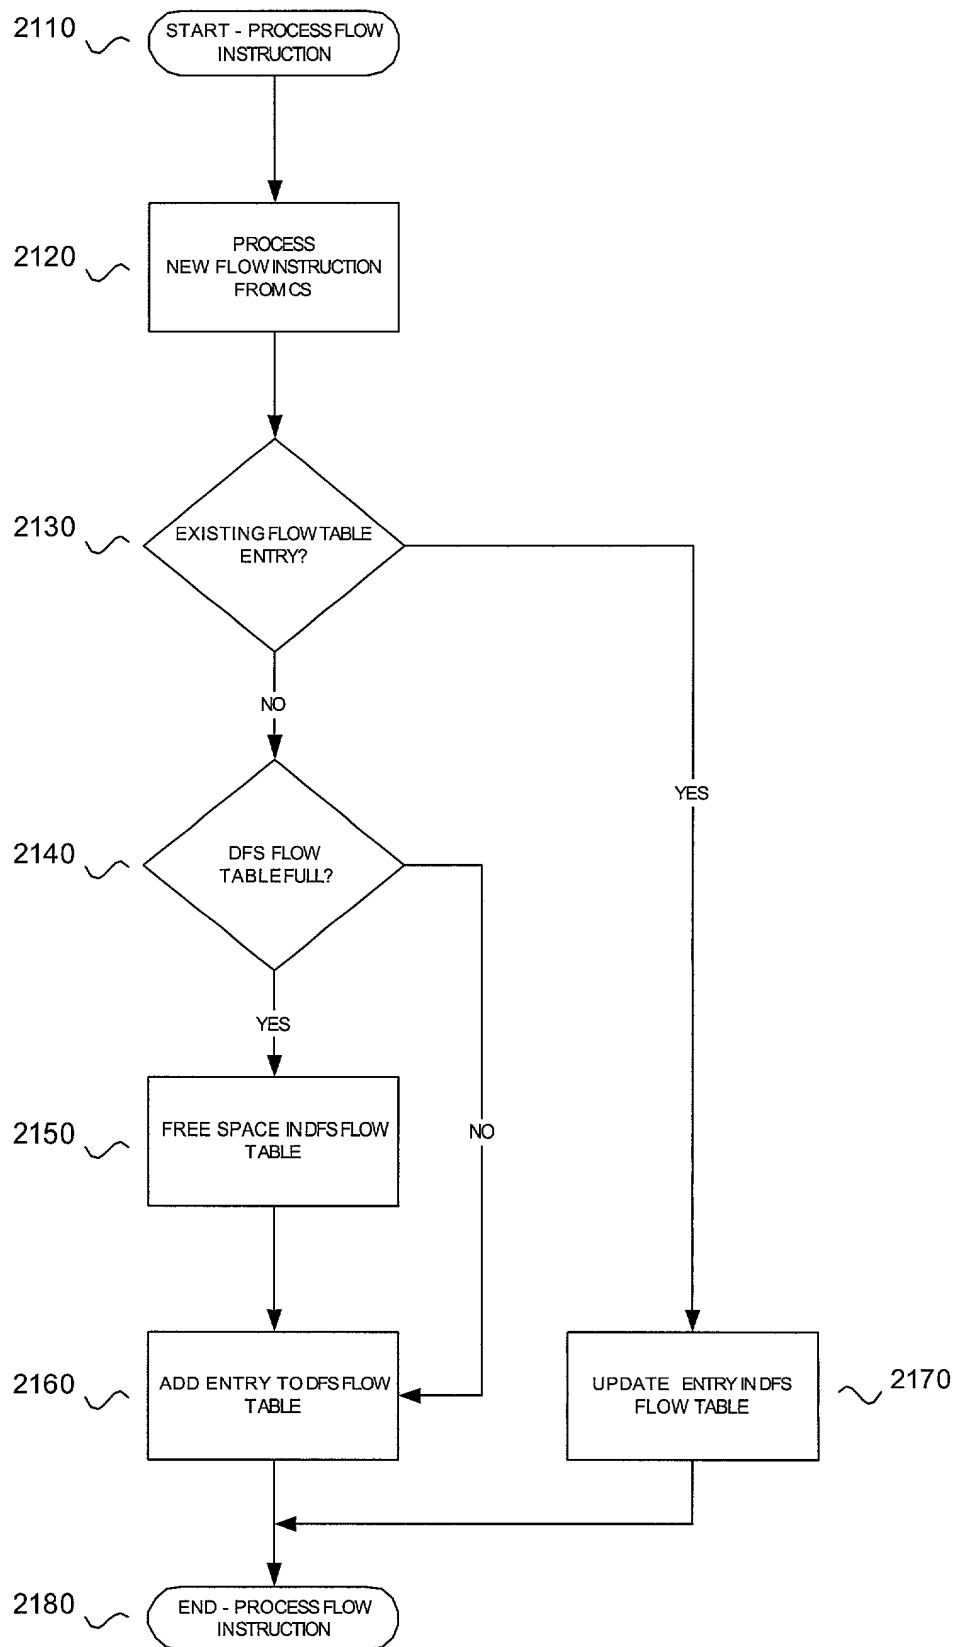 2110
START - PROCESS FLOW
INSTRUCTION
2120
PROCESS
NEW FLOW INSTRUCTION
FROM CS
2130
EXISTING FLOW TABLE
ENTRY?
NO
YES
2140
DFS FLOW
TABLE FULL?
YES
NO
2150
FREE SPACE IN DFS FLOW
TABLE
2160
ADD ENTRY TO DFS FLOW
TABLE
UPDATE ENTRY IN DFS
FLOW TABLE
2170
2180
END - PROCESS FLOW
INSTRUCTION